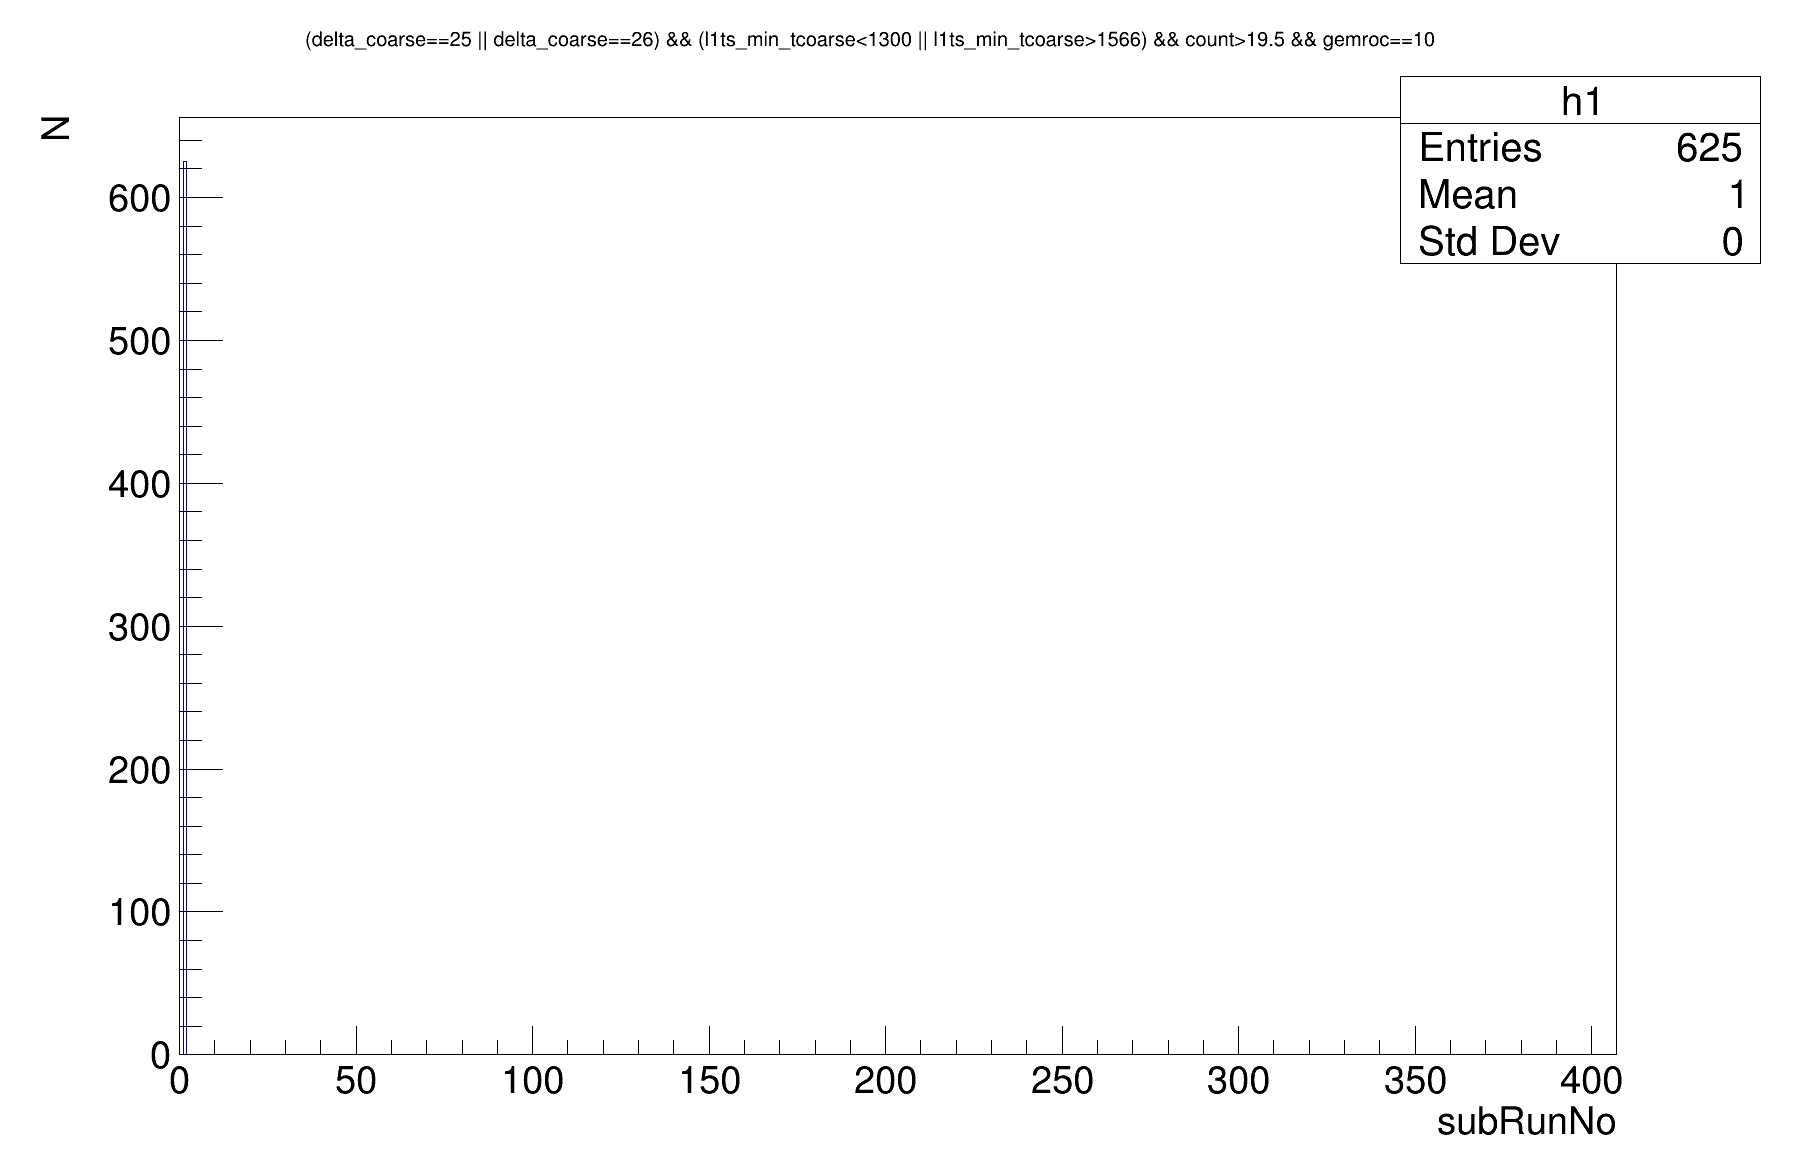 (delta_coarse==25 || delta_coarse==26) && (l1ts_min_tcoarse<1300 || l1ts_min_tcoarse>1566) && count>19.5 && gemroc==10
N
h1
Entries 625
Mean 1
Std Dev 0
600
500
400
300
200
100
0
0 50 100 150 200 250 300 350 400
subRunNo